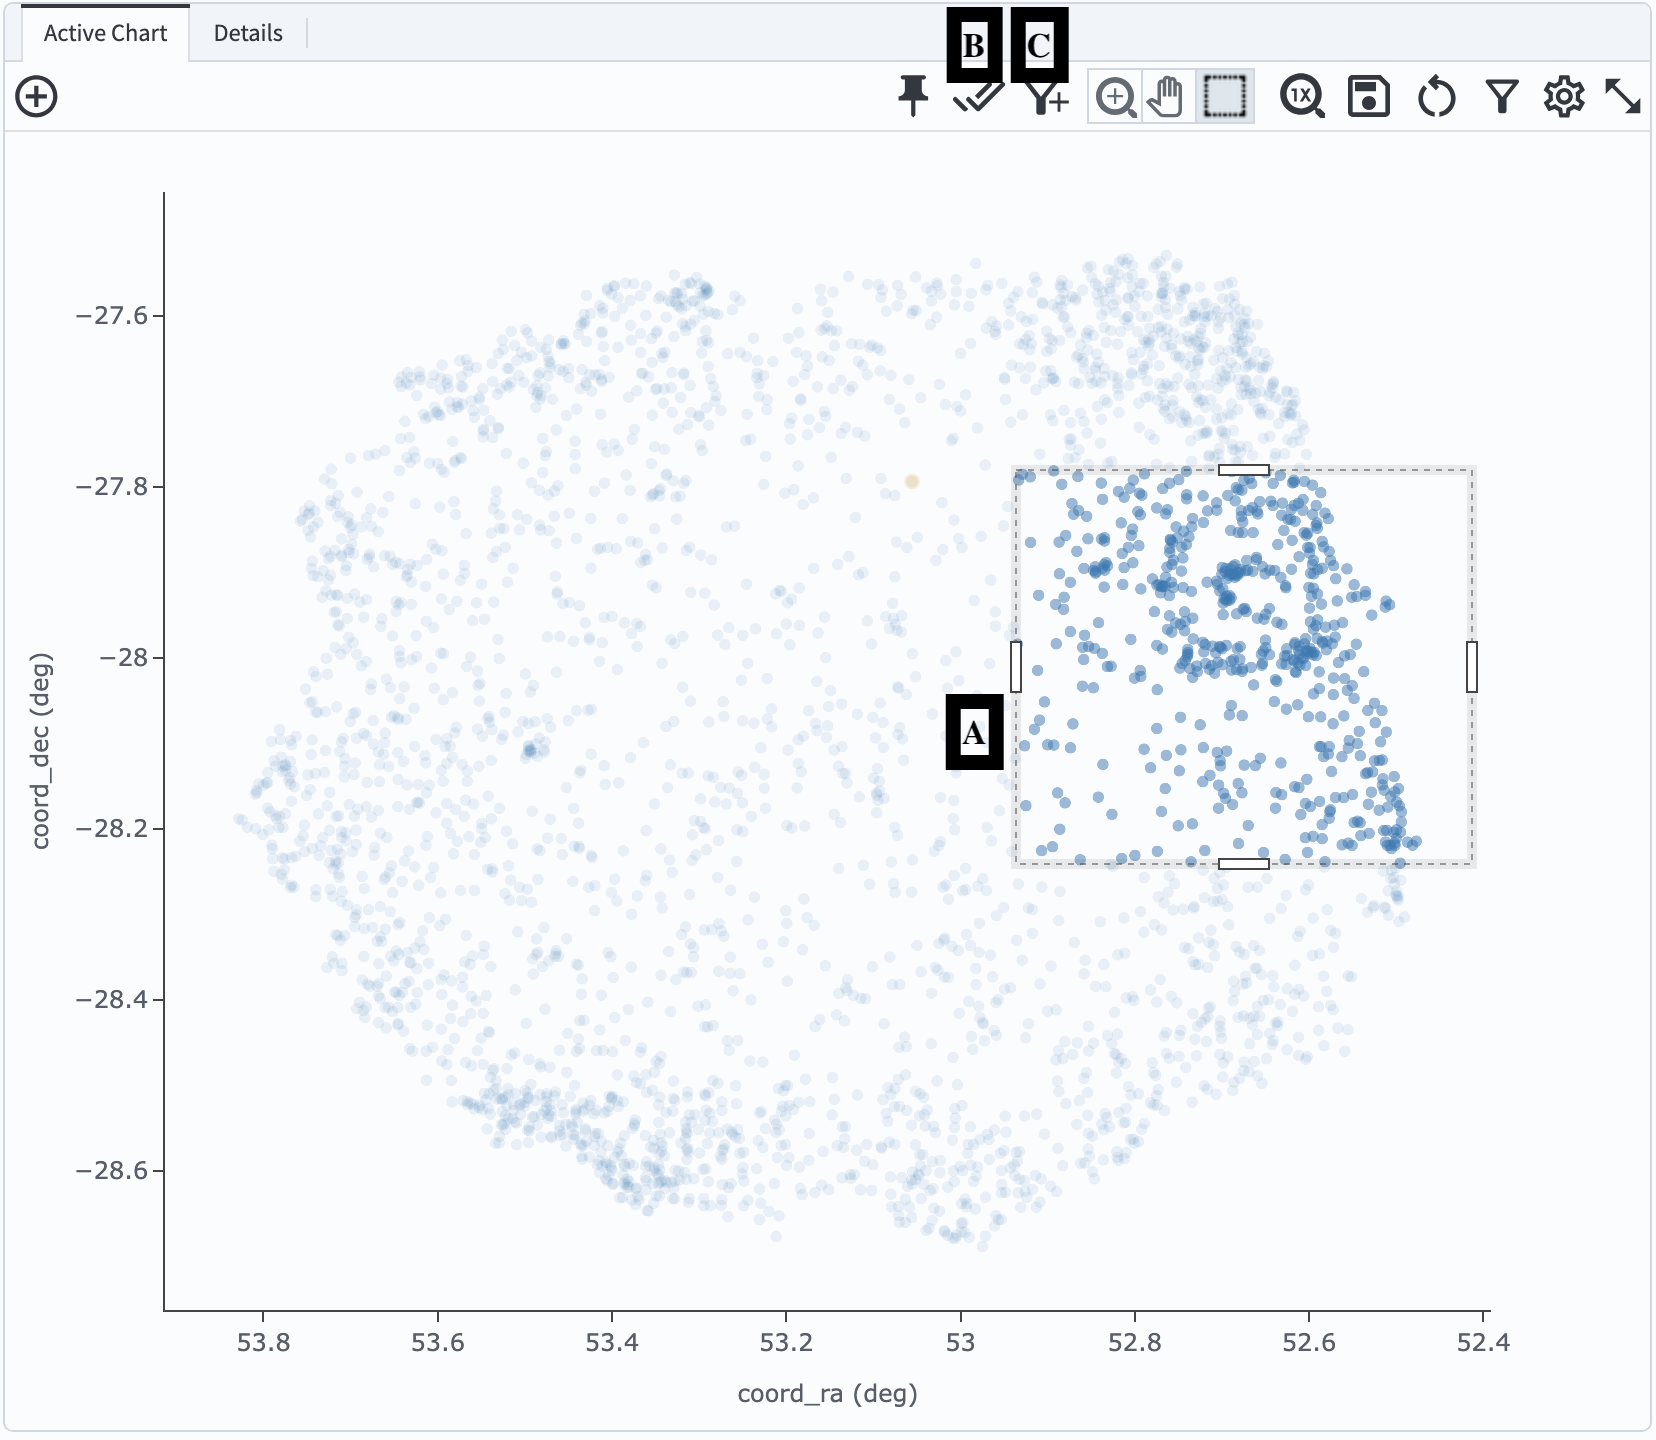 Active Chart
Details
B
C
1X
A
−27.6
−27.8
−28
−28.2
−28.4
−28.6
coord_dec (deg)
53.8
53.6
53.4
53.2
53
52.8
52.6
52.4
coord_ra (deg)